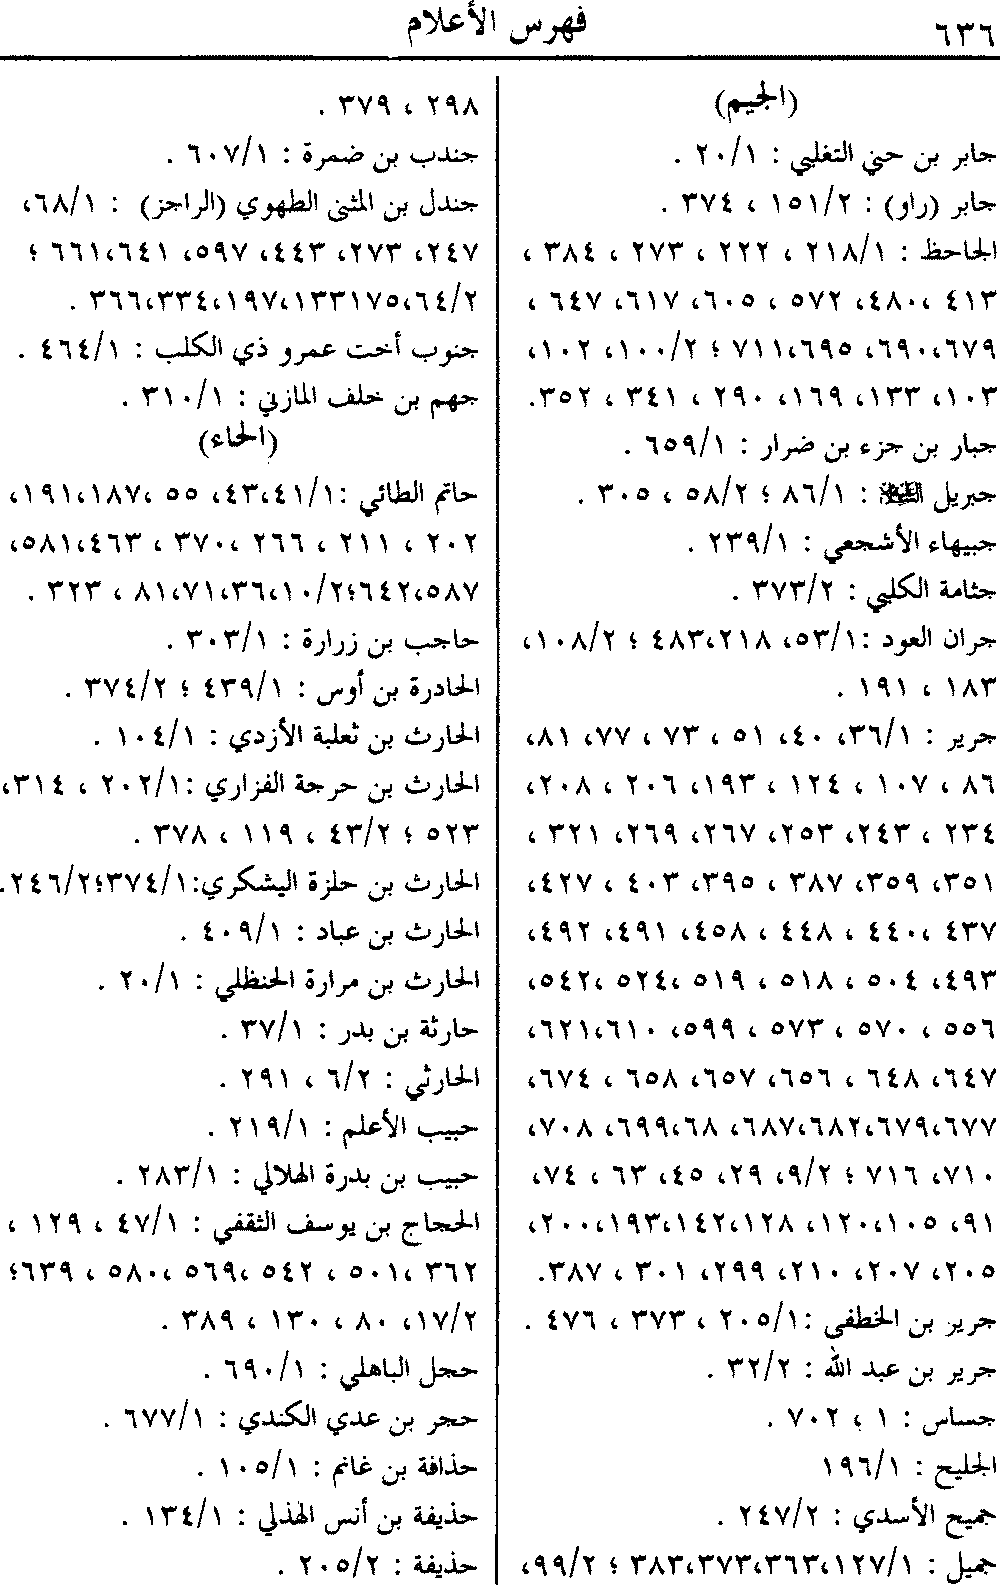 ٦٣٦
فهرس الأعلام
(الجيم)
جابر بن حني التغلبي : ٢٠/١ .
جابر (راو) : ١٥١/٢ ، ٣٧٤ .
الجاحظ : ٢١٨/١ ، ٢٢٢ ، ٢٧٣ ، ٣٨٤ ،
٤١٣ ،٤٨٠، ٥٧٢ ، ٦٠٥، ٦١٧، ٦٤٧ ،
٦٩٠،٦٧٩، ٧١١،٦٩٥ ؛ ١٠٠/٢، ١٠٢،
١٠٣، ١٣٣، ١٦٩، ٢٩٠ ، ٣٤١ ، ٣٥٢.
جبار بن جزء بن ضرار : ٦٥٩/١ .
جبريل : ٨٦/١ ؛ ٥٨/٢ ، ٣٠٥ .
جبيهاء الأشجعي : ٢٣٩/١ .
جثامة الكلبي : ٣٧٣/٢ .
جران العود :٥٣/١، ٤٨٣،٢١٨ ؛ ١٠٨/٢،
١٨٣ ، ١٩١ .
جرير : ٣٦/١، ٤٠، ٥١ ، ٧٣ ، ٧٧، ٨١،
٨٦ ، ١٠٧ ، ١٢٤ ، ١٩٣، ٢٠٦ ، ٢٠٨،
٢٣٤ ، ٢٤٣، ٢٥٣، ٢٦٧، ٢٦٩، ٣٢١ ،
٣٥١، ٣٥٩، ٣٨٧ ، ٣٩٥، ٤٠٣ ، ٤٢٧،
٤٣٧ ،٤٤٠ ، ٤٤٨ ، ٤٥٨، ٤٩١، ٤٩٢،
٤٩٣، ٥٠٤ ، ٥١٨ ، ٥١٩ ،٥٢٤ ،٥٤٢،
٥٥٦ ، ٥٧٠ ، ٥٧٣ ، ٥٩٩، ٦٢١،٦١٠،
٦٤٧، ٦٤٨ ، ٦٥٦، ٦٥٧، ٦٥٨ ، ٦٧٤،
٦٨٧،٦٨٢،٦٧٩،٦٧٧، ٦٩٩،٦٨، ٧٠٨،
٧١٠، ٧١٦ ؛ ٩/٢، ٢٩، ٤٥، ٦٣ ، ٧٤،
٩١، ١٢٠،١٠٥، ٢٠٠،١٩٣،١٤٢،١٢٨،
٢٠٥، ٢٠٧، ٢١٠، ٢٩٩، ٣٠١ ، ٣٨٧.
جرير بن الخطفي :٢٠٥/١ ، ٣٧٣ ، ٤٧٦ .
جرير بن عبد الله : ٣٢/٢ .
جساس : ١ ، ٧٠٢ .
الجليح : ١٩٦/١
جميح الأسدي : ٢٤٧/٢ .
جميل : ٣٨٣،٣٧٣،٣٦٣،١٢٧/١ ؛ ٩٩/٢،
٢٩٨ ، ٣٧٩ .
جندب بن ضمرة : ٦٠٧/١ .
جندل بن المثنى الطهوي (الراجز) : ٦٨/١،
٢٤٧، ٢٧٣، ٤٤٣، ٥٩٧، ٦٦١،٦٤١ ؛
٣٦٦،٣٣٤،١٩٧،١٣٣١٧٥،٦٤/٢ .
جنوب أخت عمرو ذي الكلب : ٤٦٤/١ .
جهم بن خلف المازني : ٣١٠/١ .
(الحاء)
حاتم الطائي :٤٣،٤١/١، ٥٥ ،١٩١،١٨٧،
٢٠٢ ، ٢١١ ، ٢٦٦ ،٣٧٠ ، ٥٨١،٤٦٣،
٨١،٧١،٣٦،١٠/٢؛٦٤٢،٥٨٧ ، ٣٢٣ .
حاجب بن زرارة : ٣٠٣/١ .
الحادرة بن أوس : ٤٣٩/١ ؛ ٣٧٤/٢ .
الحارث بن ثعلبة الأزدي : ١٠٤/١ .
الحارث بن حرجة الفزاري :٢٠٢/١ ، ٣١٤،
٥٢٣ ؛ ٤٣/٢ ، ١١٩ ، ٣٧٨ .
الحارث بن حلزة اليشكري:٢٤٦/٢؛٣٧٤/١.
الحارث بن عباد : ٤٠٩/١ .
الحارث بن مرارة الحنظلي : ٢٠/١ .
حارثة بن بدر : ٣٧/١ .
الحارثي : ٦/٢ ، ٢٩١ .
حبيب الأعلم : ٢١٩/١ .
حبيب بن بدرة الهلالي : ٢٨٣/١ .
الحجاج بن يوسف الثقفي : ٤٧/١ ، ١٢٩ ،
٣٦٢ ،٥٠١ ، ٥٤٢ ،٥٦٩ ،٥٨٠ ، ٦٣٩؛
١٧/٢، ٨٠ ، ١٣٠ ، ٣٨٩ .
حجل الباهلي : ٦٩٠/١ .
حجر بن عدي الكندي : ٦٧٧/١ .
حذافة بن غانم : ١٠٥/١ .
حذيفة بن أنس الهذلي : ١٣٤/١ .
حذيفة : ٢٠٥/٢ .